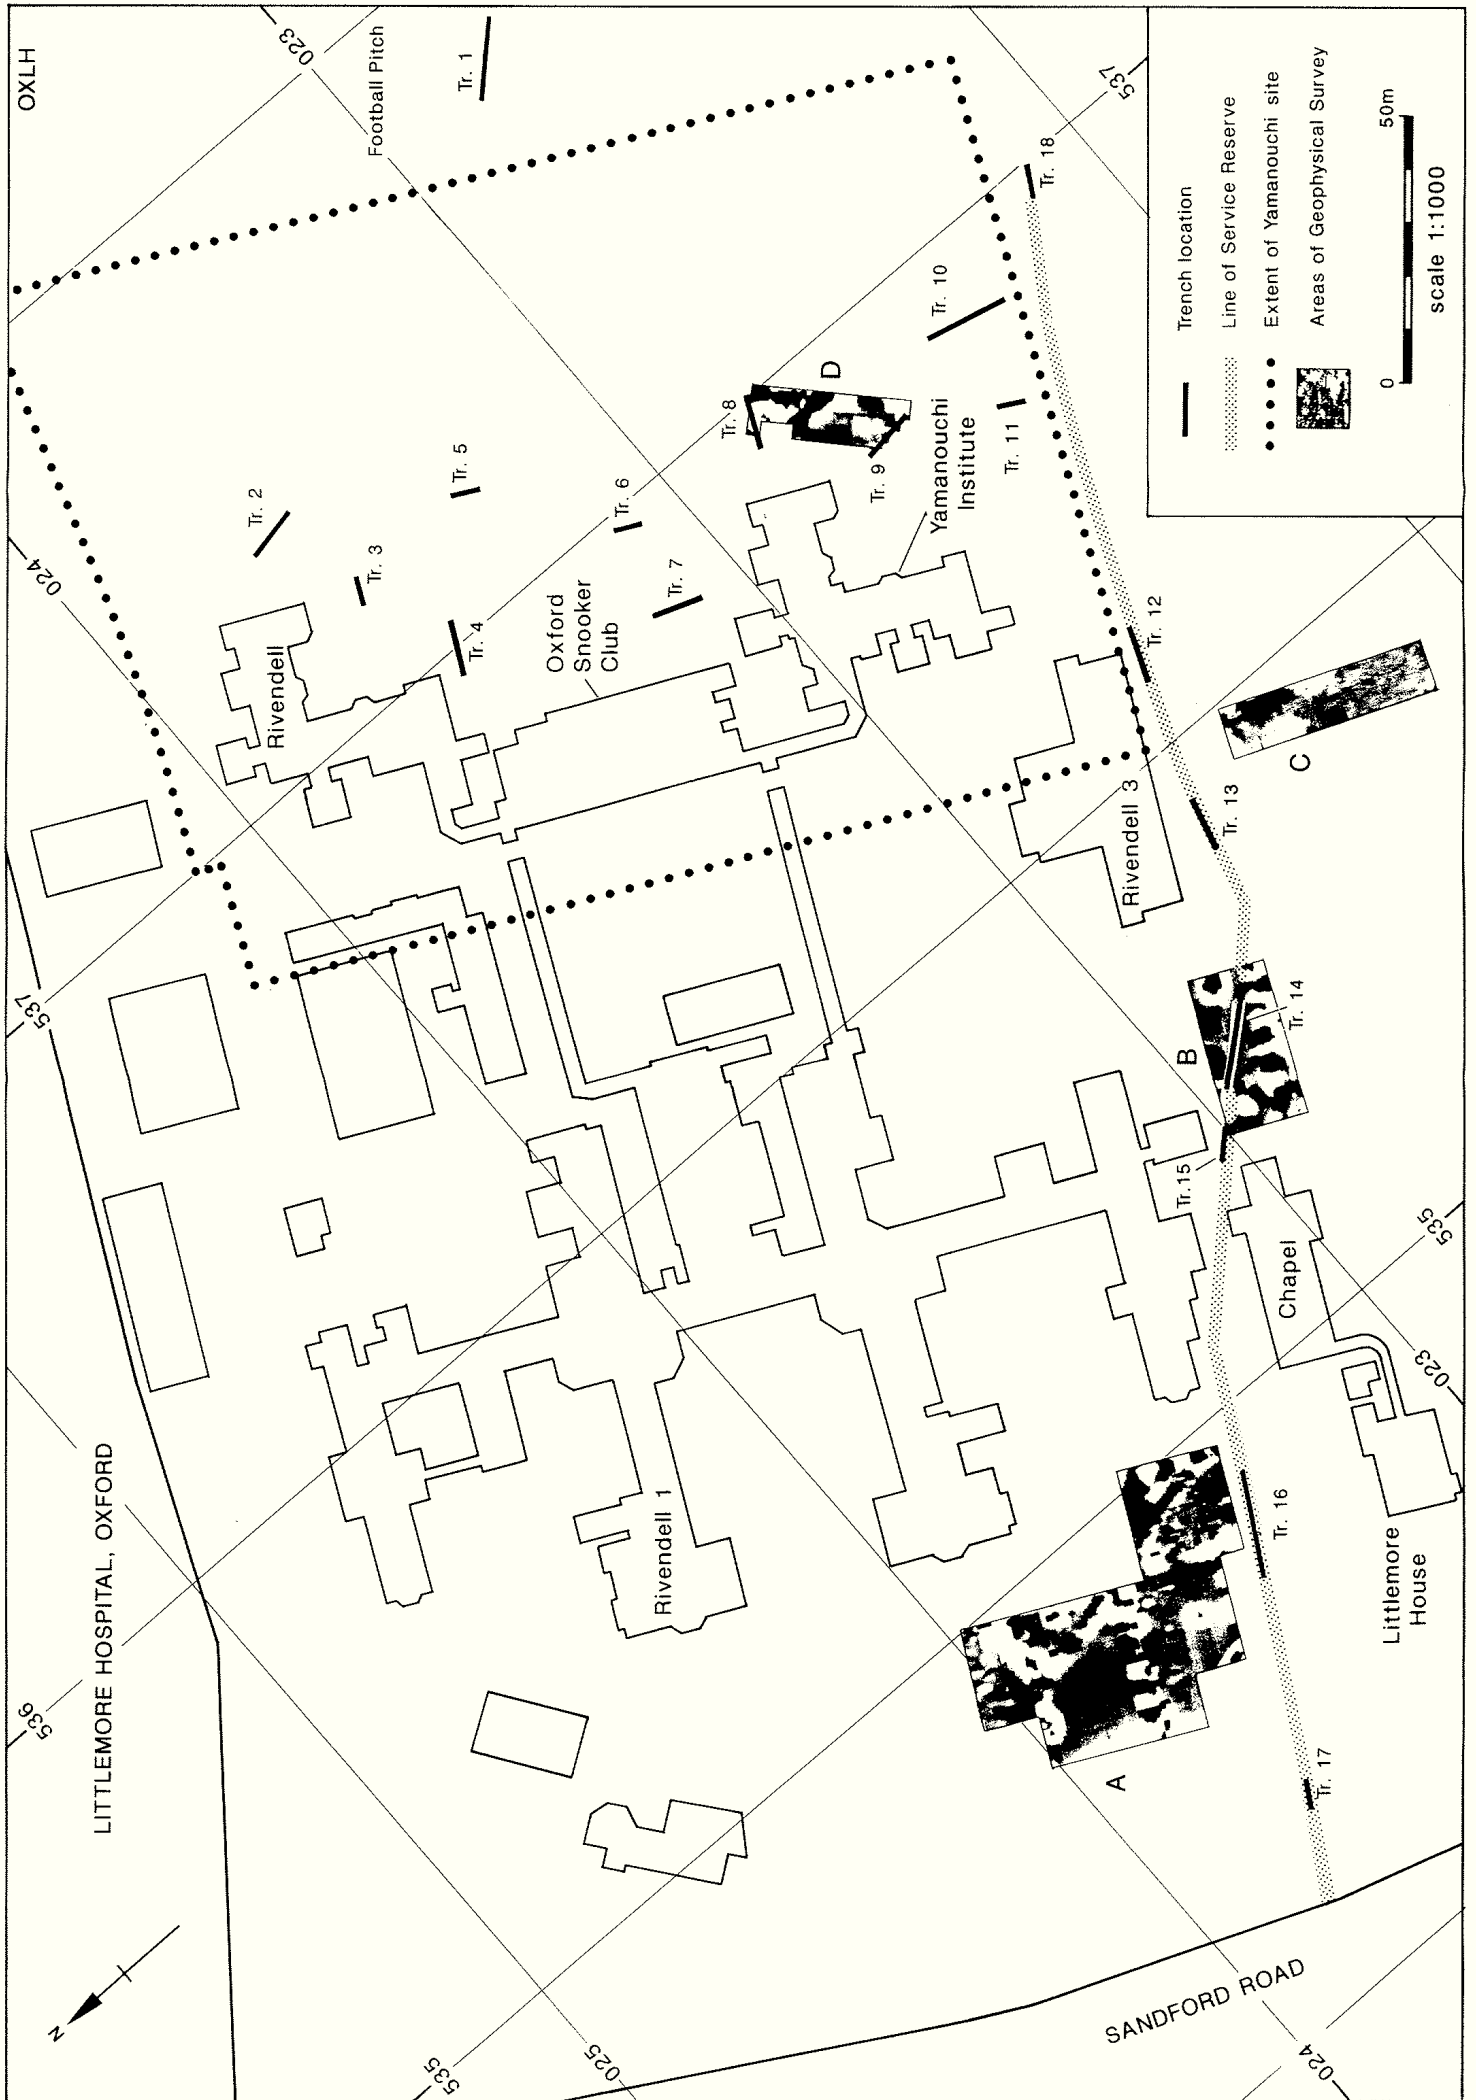 OXLH
LITTLEMORE HOSPITAL, OXFORD
N
SANDFORD ROAD
Football Pitch
Tr. 1
Tr. 2
Tr. 3
Tr. 4
Tr. 5
Tr. 6
Tr. 7
Tr. 8
Tr. 9
Tr. 10
Tr. 11
Tr. 12
Tr. 13
Tr. 14
Tr.15
Tr. 16
Tr. 17
Tr. 18
A
B
C
D
Rivendell
Oxford
Snooker
Club
Yamanouchi
Institute
Rivendell 3
Rivendell 1
Chapel
Littlemore
House
023
024
537
536
535
025
024
023
535
537
Trench location
Line of Service Reserve
Extent of Yamanouchi site
Areas of Geophysical Survey
0
50m
scale 1:1000